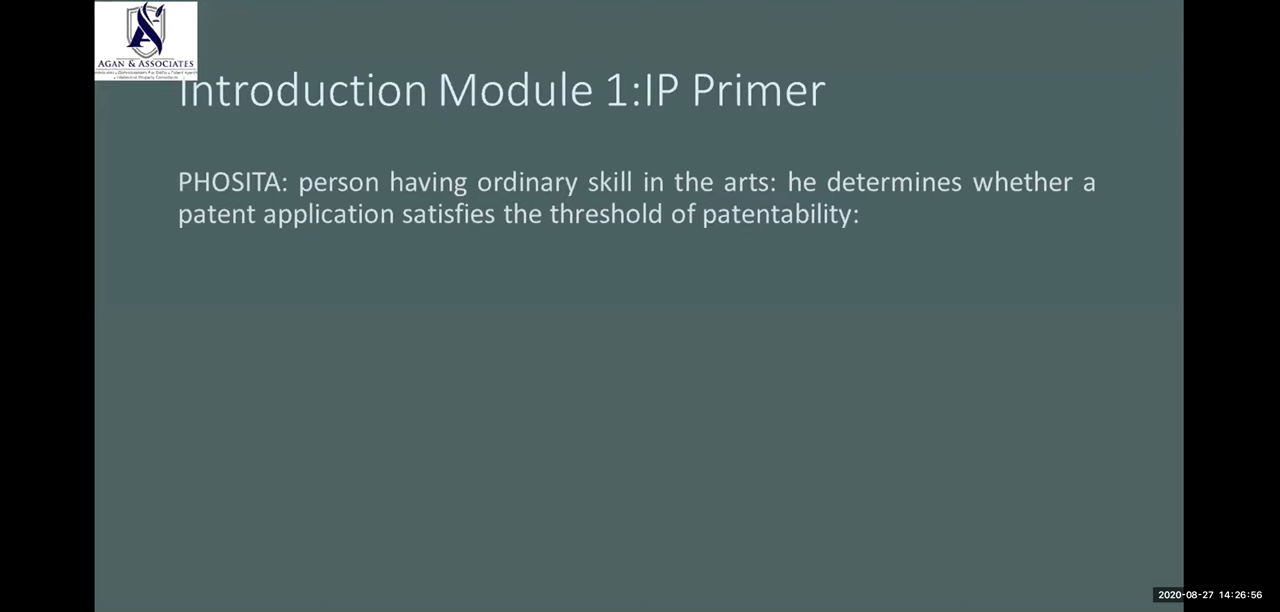 AGAN & ASSOCIATES
Introduction Module 1:IP Primer
PHOSITA: person having ordinary skill in the arts: he determines whether a
patent application satisfies the threshold of patentability:
2020-08-27 14:26:56